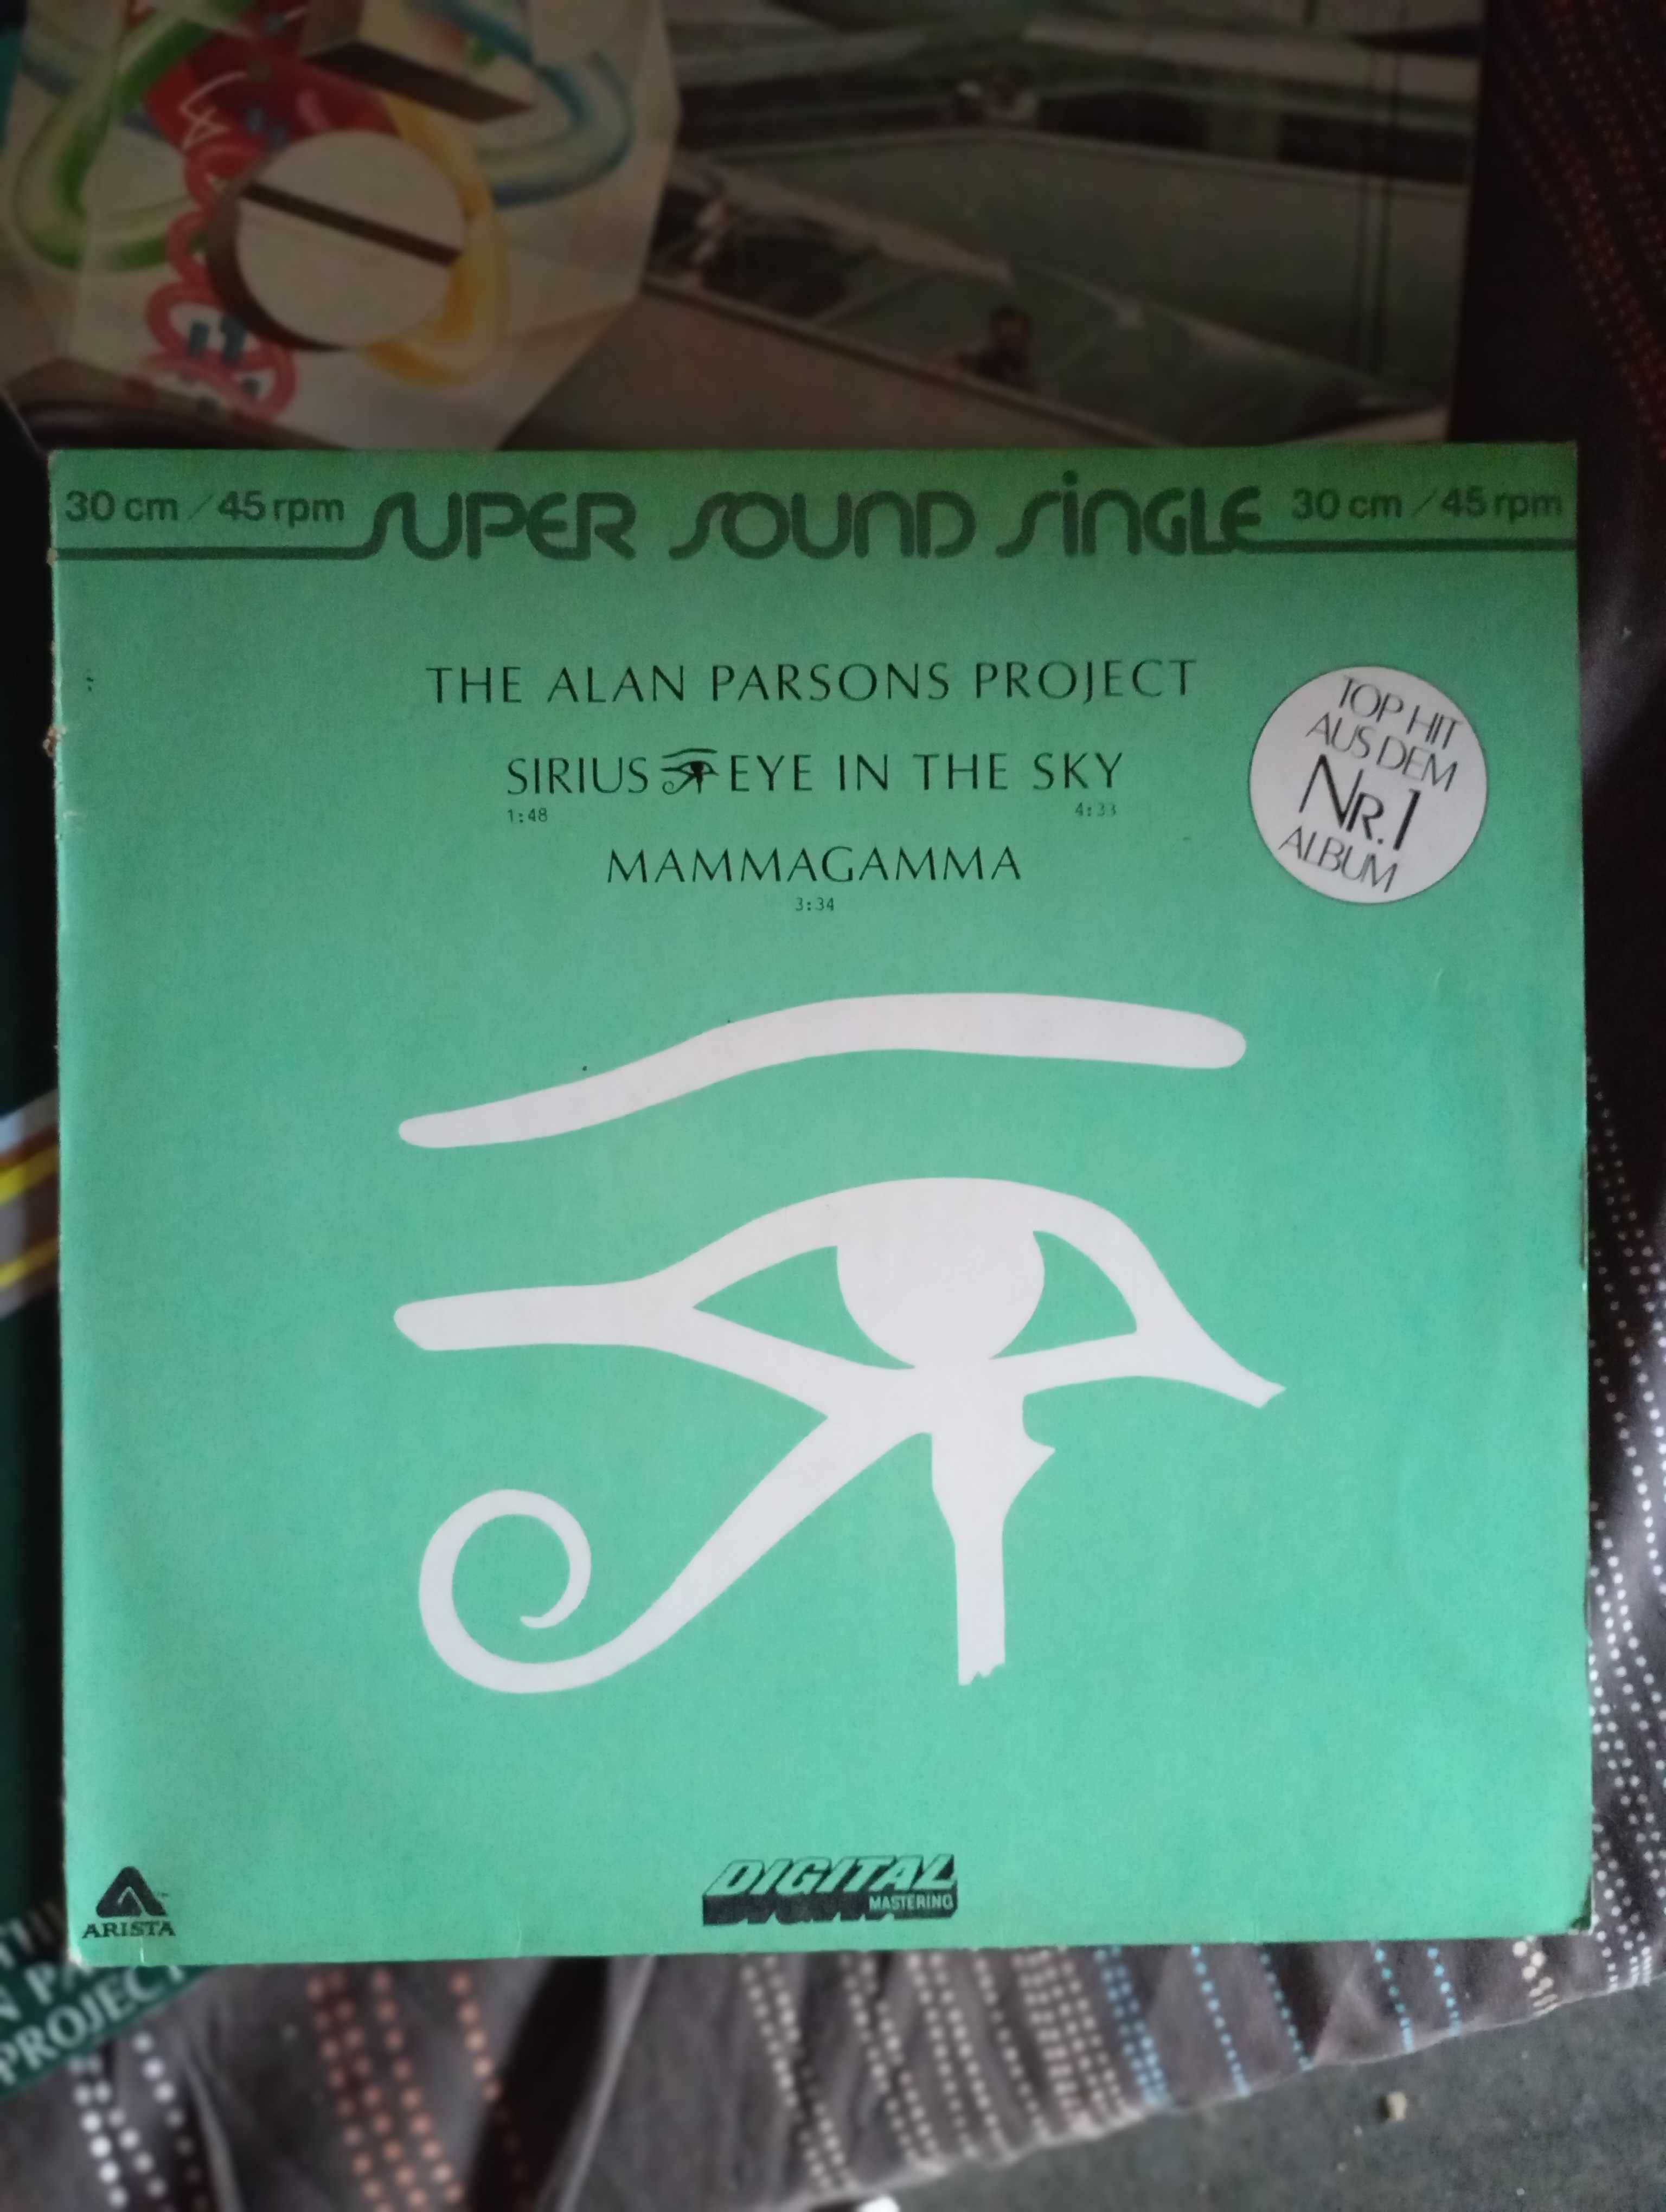 30 cm / 45 rpm SUPER SOUND SINGLE 30 cm / 45 rpm
THE ALAN PARSONS PROJECT
SIRIUS EYE IN THE SKY
1:48 4:33
MAMMAGAMMA
3:34
TOP HIT
AUS DEM
NR.1
ALBUM
DIGITAL
MASTERING
ARISTA
PROJECT